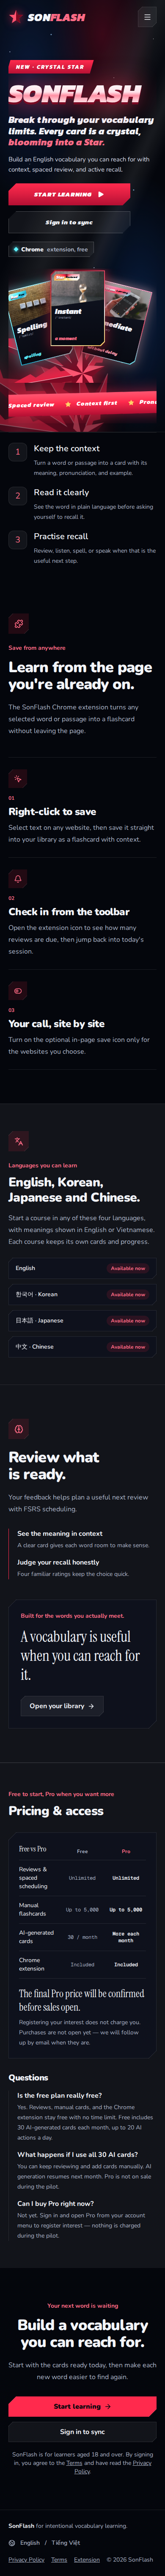 SONFLASH
NEW · CRYSTAL STAR
SONFLASH
Break through your vocabulary
limits. Every card is a crystal,
blooming into a Star.
Build an English vocabulary you can reach for with
context, spaced review, and active recall.
START LEARNING
Sign in to sync
Chrome extension, free
Spelling
Instant
Spaced review
Context first
1
Keep the context
Turn a word or passage into a card with its
meaning, pronunciation, and example.
2
Read it clearly
See the word in plain language before asking
yourself to recall it.
3
Practise recall
Review, listen, spell, or speak when that is the
useful next step.
Save from anywhere
Learn from the page
you're already on.
The SonFlash Chrome extension turns any
selected word or passage into a flashcard
without leaving the page.
01
Right-click to save
Select text on any website, then save it straight
into your library as a flashcard with context.
02
Check in from the toolbar
Open the extension icon to see how many
reviews are due, then jump back into today's
session.
03
Your call, site by site
Turn on the optional in-page save icon only for
the websites you choose.
Languages you can learn
English, Korean,
Japanese and Chinese.
Start a course in any of these four languages,
with meanings shown in English or Vietnamese.
Each course keeps its own cards and progress.
English Available now
한국어 · Korean Available now
日本語 · Japanese Available now
中文 · Chinese Available now
Review what
is ready.
Your feedback helps plan a useful next review
with FSRS scheduling.
See the meaning in context
A clear card gives each word room to make sense.
Judge your recall honestly
Four familiar ratings keep the choice quick.
Built for the words you actually meet.
A vocabulary is useful
when you can reach for
it.
Open your library →
Free to start, Pro when you want more
Pricing & access
Free vs Pro Free Pro
Reviews &
spaced
scheduling
Unlimited Unlimited
Manual
flashcards
Up to 5,000 Up to 5,000
AI-generated
cards
30 / month More each
month
Chrome
extension
Included Included
The final Pro price will be confirmed
before sales open.
Registering your interest does not charge you.
Purchases are not open yet — we will follow
up by email when they are.
Questions
Is the free plan really free?
Yes. Reviews, manual cards, and the Chrome
extension stay free with no time limit. Free includes
30 AI-generated cards each month, up to 20 AI
actions a day.
What happens if I use all 30 AI cards?
You can keep reviewing and add cards manually. AI
generation resumes next month. Pro is not on sale
during the pilot.
Can I buy Pro right now?
Not yet. Sign in and open Pro from your account
menu to register interest — nothing is charged
during the pilot.
Your next word is waiting
Build a vocabulary
you can reach for.
Start with the cards ready today, then make each
new word easier to find again.
Start learning →
Sign in to sync
SonFlash is for learners aged 18 and over. By signing
in, you agree to the Terms and have read the Privacy
Policy.
SonFlash for intentional vocabulary learning.
English / Tiếng Việt
Privacy Policy Terms Extension © 2026 SonFlash